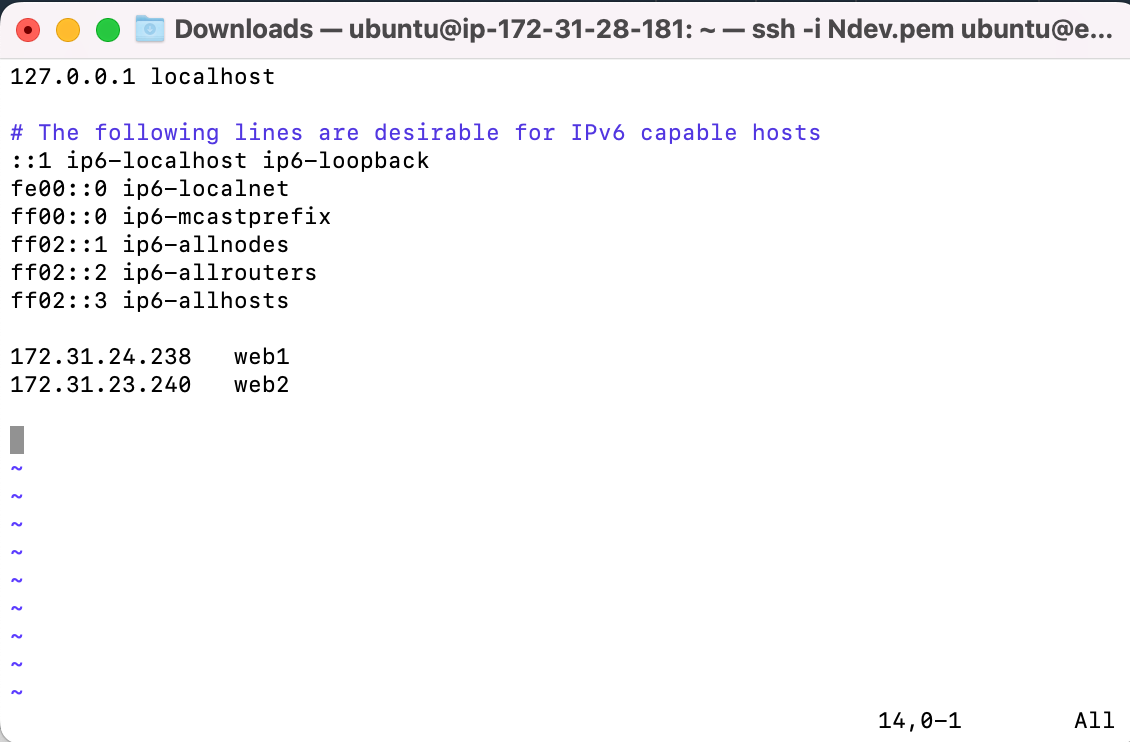 Downloads — ubuntu@ip-172-31-28-181: ~ — ssh -i Ndev.pem ubuntu@e...
127.0.0.1 localhost
# The following lines are desirable for IPv6 capable hosts
::1 ip6-localhost ip6-loopback
fe00::0 ip6-localnet
ff00::0 ip6-mcastprefix
ff02::1 ip6-allnodes
ff02::2 ip6-allrouters
ff02::3 ip6-allhosts
172.31.24.238   web1
172.31.23.240   web2
~
~
~
~
~
~
~
~
~
14,0-1        All